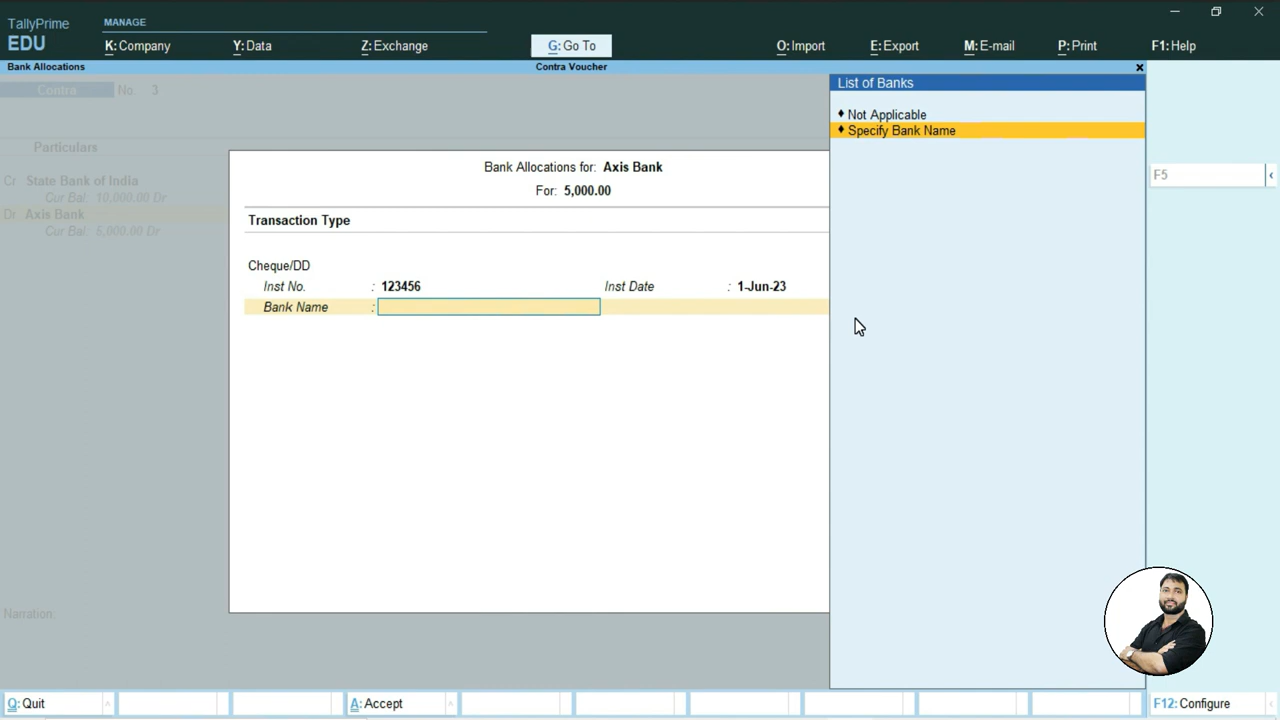 TallyPrime
MANAGE
EDU
K: Company
Y: Data
Z: Exchange
G: Go To
O: Import
E: Export
M: E-mail
P: Print
F1: Help
Bank Allocations
Contra Voucher
Contra No. 3
List of Banks
Not Applicable
Specify Bank Name
Particulars
Cr State Bank of India
Cur Bal: 10,000.00 Dr
Dr Axis Bank
Cur Bal: 5,000.00 Dr
Bank Allocations for: Axis Bank
For: 5,000.00
Transaction Type
Cheque/DD
Inst No. : 123456 Inst Date : 1-Jun-23
Bank Name :
F5
Narration:
Q: Quit
A: Accept
F12: Configure